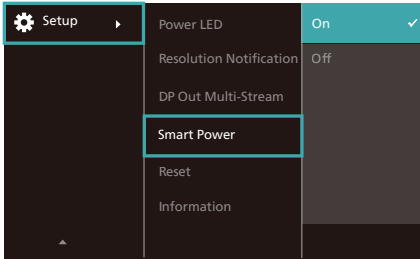 Setup
Power LED
Resolution Notification
DP Out Multi-Stream
Smart Power
Reset
Information
On
Off